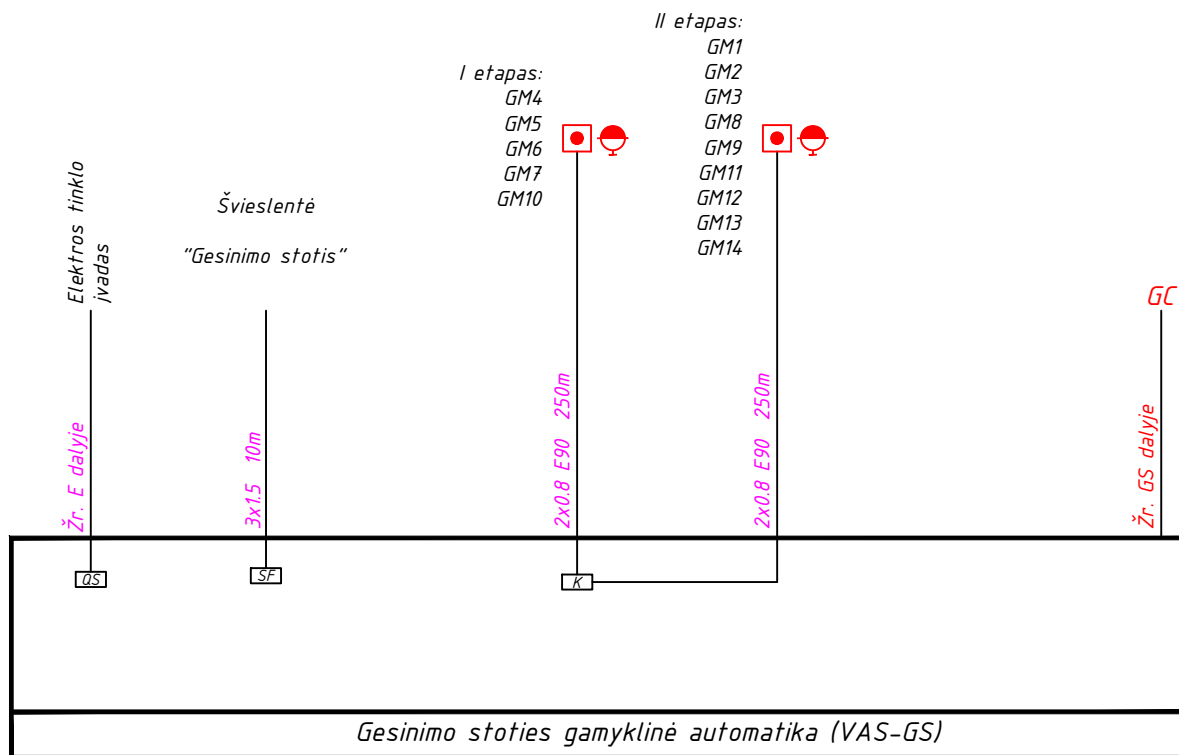 II etapas:
GM1
GM2
GM3
GM8
GM9
GM11
GM12
GM13
GM14
I etapas:
GM4
GM5
GM6
GM7
GM10
Elektros tinklo
įvadas
Švieslentė
"Gesinimo stotis"
GC
Žr. E dalyje
3x1.5 10m
2x0.8 E90 250m
2x0.8 E90 250m
Žr. GS dalyje
QS
SF
K
Gesinimo stoties gamyklinė automatika (VAS-GS)